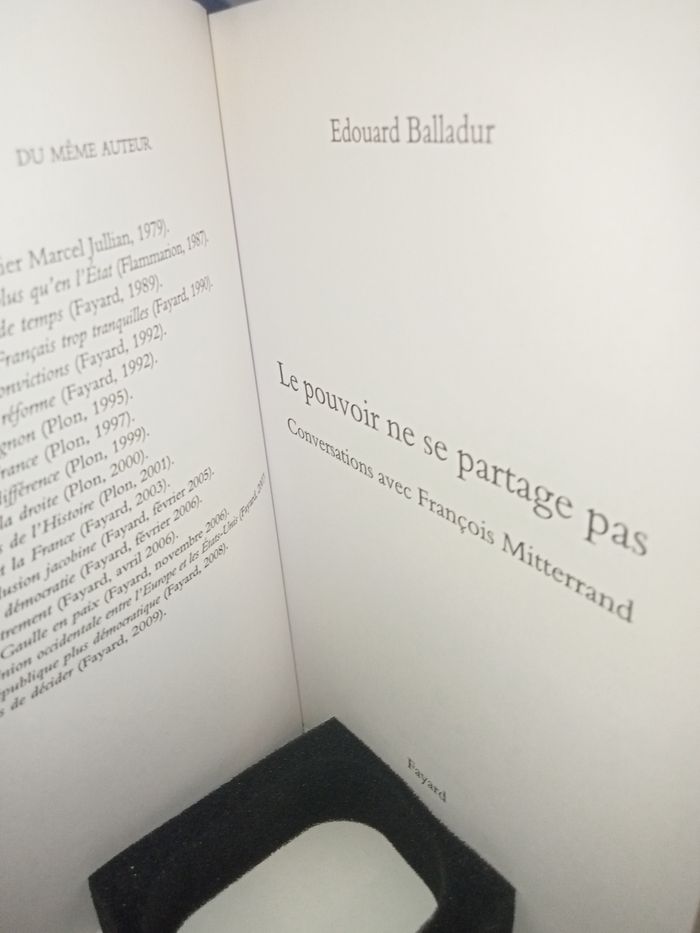 DU MÊME AUTEUR
ier Marcel Jullian, 1979).
plus qu'en l'État (Flammarion, 1987).
de temps (Fayard, 1989).
Français trop tranquilles (Fayard, 1990).
onvictions (Fayard, 1992).
réforme (Fayard, 1992).
gnon (Plon, 1995).
rance (Plon, 1997).
ifférence (Plon, 1999).
la droite (Plon, 2000).
s de l'Histoire (Plon, 2001).
t la France (Fayard, 2003).
lusion jacobine (Fayard, février 2005).
démocratie (Fayard, février 2006).
trement (Fayard, avril 2006).
Gaulle en paix (Fayard, novembre 2006).
nion occidentale entre l'Europe et les États-Unis (Fayard, 2007).
publique plus démocratique (Fayard, 2008).
s de décider (Fayard, 2009).
Edouard Balladur
Le pouvoir ne se partage pas
Conversations avec François Mitterrand
Fayard